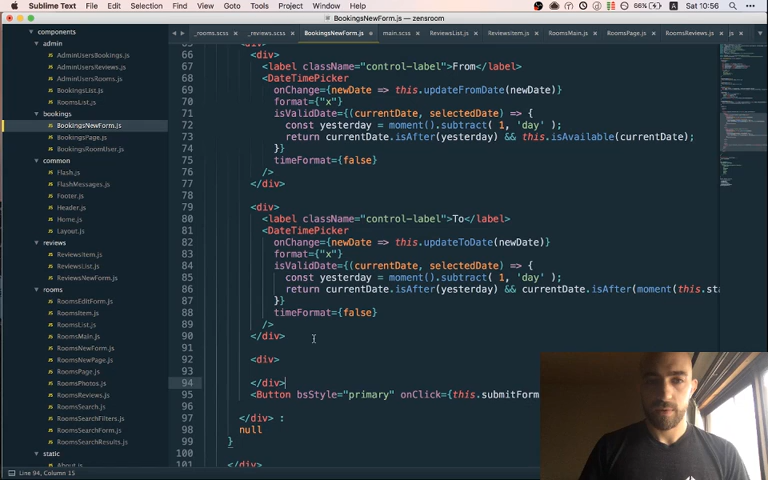 Sublime Text File Edit Selection Find View Goto Tools Project Window Help 66% A Sat 10:56
BookingsNewForm.js — zensroom
_rooms.scss _reviews.scss BookingsNewForm.js main.scss ReviewsList.js ReviewsItem.js RoomsMain.js RoomsPage.js RoomsReviews.js js
components
admin
AdminUsersBookings.js
AdminUsersReviews.js
AdminUsersRooms.js
BookingsList.js
RoomsList.js
bookings
BookingsNewForm.js
BookingsPage.js
BookingsRoomUser.js
common
Flash.js
FlashMessages.js
Footer.js
Header.js
Home.js
Layout.js
reviews
ReviewsItem.js
ReviewsList.js
ReviewsNewForm.js
rooms
RoomsEditForm.js
RoomsItem.js
RoomsList.js
RoomsMain.js
RoomsNewForm.js
RoomsNewPage.js
RoomsPage.js
RoomsPhotos.js
RoomsReviews.js
RoomsSearch.js
RoomsSearchFilters.js
RoomsSearchForm.js
RoomsSearchResults.js
static
About.js
65 <div>
66 <div>
67 <label className="control-label">From</label>
68 <DateTimePicker
69 onChange={newDate => this.updateFromDate(newDate)}
70 format={"x"}
71 isValidDate={(currentDate, selectedDate) => {
72 const yesterday = moment().subtract( 1, 'day' );
73 return currentDate.isAfter(yesterday) && this.isAvailable(currentDate);
74 }}
75 timeFormat={false}
76 />
77 </div>
78
79 <div>
80 <label className="control-label">To</label>
81 <DateTimePicker
82 onChange={newDate => this.updateToDate(newDate)}
83 format={"x"}
84 isValidDate={(currentDate, selectedDate) => {
85 const yesterday = moment().subtract( 1, 'day' );
86 return currentDate.isAfter(yesterday) && currentDate.isAfter(moment(this.sta
87 }}
88 timeFormat={false}
89 />
90 </div>
91
92 <div>
93
94 </div>
95 <Button bsStyle="primary" onClick={this.submitForm
96
97 </div> :
98 null
99 }
100
101 </div>
Line 94, Column 15